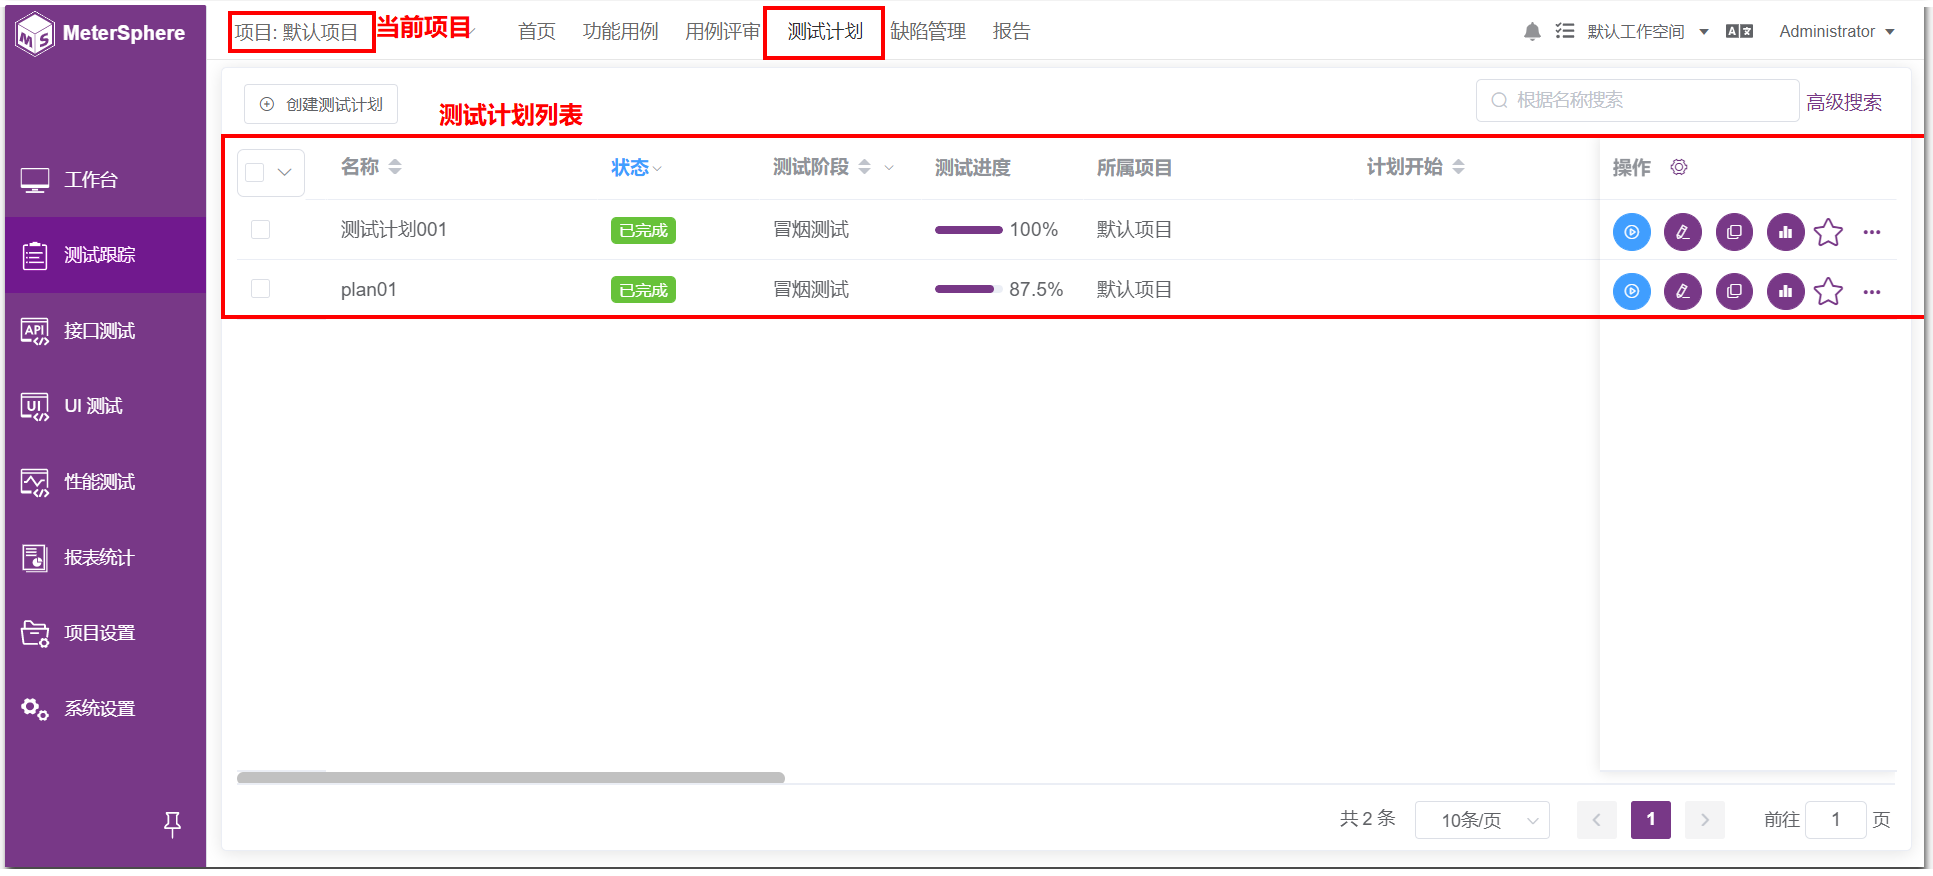 MeterSphere
项目: 默认项目
当前项目
首页
功能用例
用例评审
测试计划
缺陷管理
报告
默认工作空间
Administrator
创建测试计划
测试计划列表
根据名称搜索
高级搜索
工作台
测试跟踪
接口测试
UI 测试
性能测试
报表统计
项目设置
系统设置
名称 状态 测试阶段 测试进度 所属项目 计划开始 操作
测试计划001 已完成 冒烟测试 100% 默认项目
plan01 已完成 冒烟测试 87.5% 默认项目
共 2 条 10条/页 1 前往 1 页